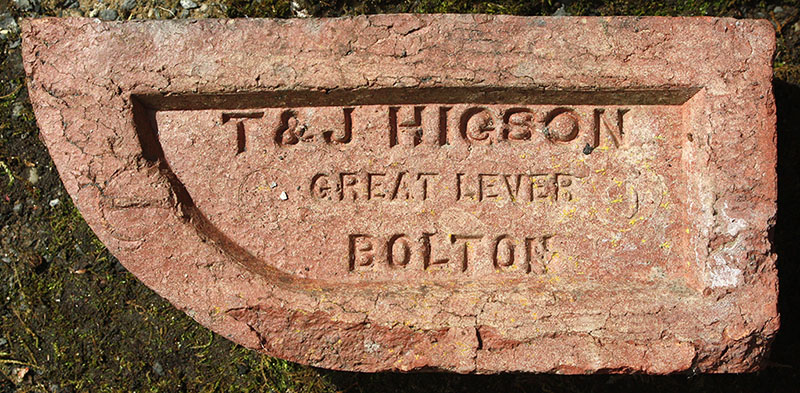 T & J HIGSON
GREAT LEVER
BOLTON